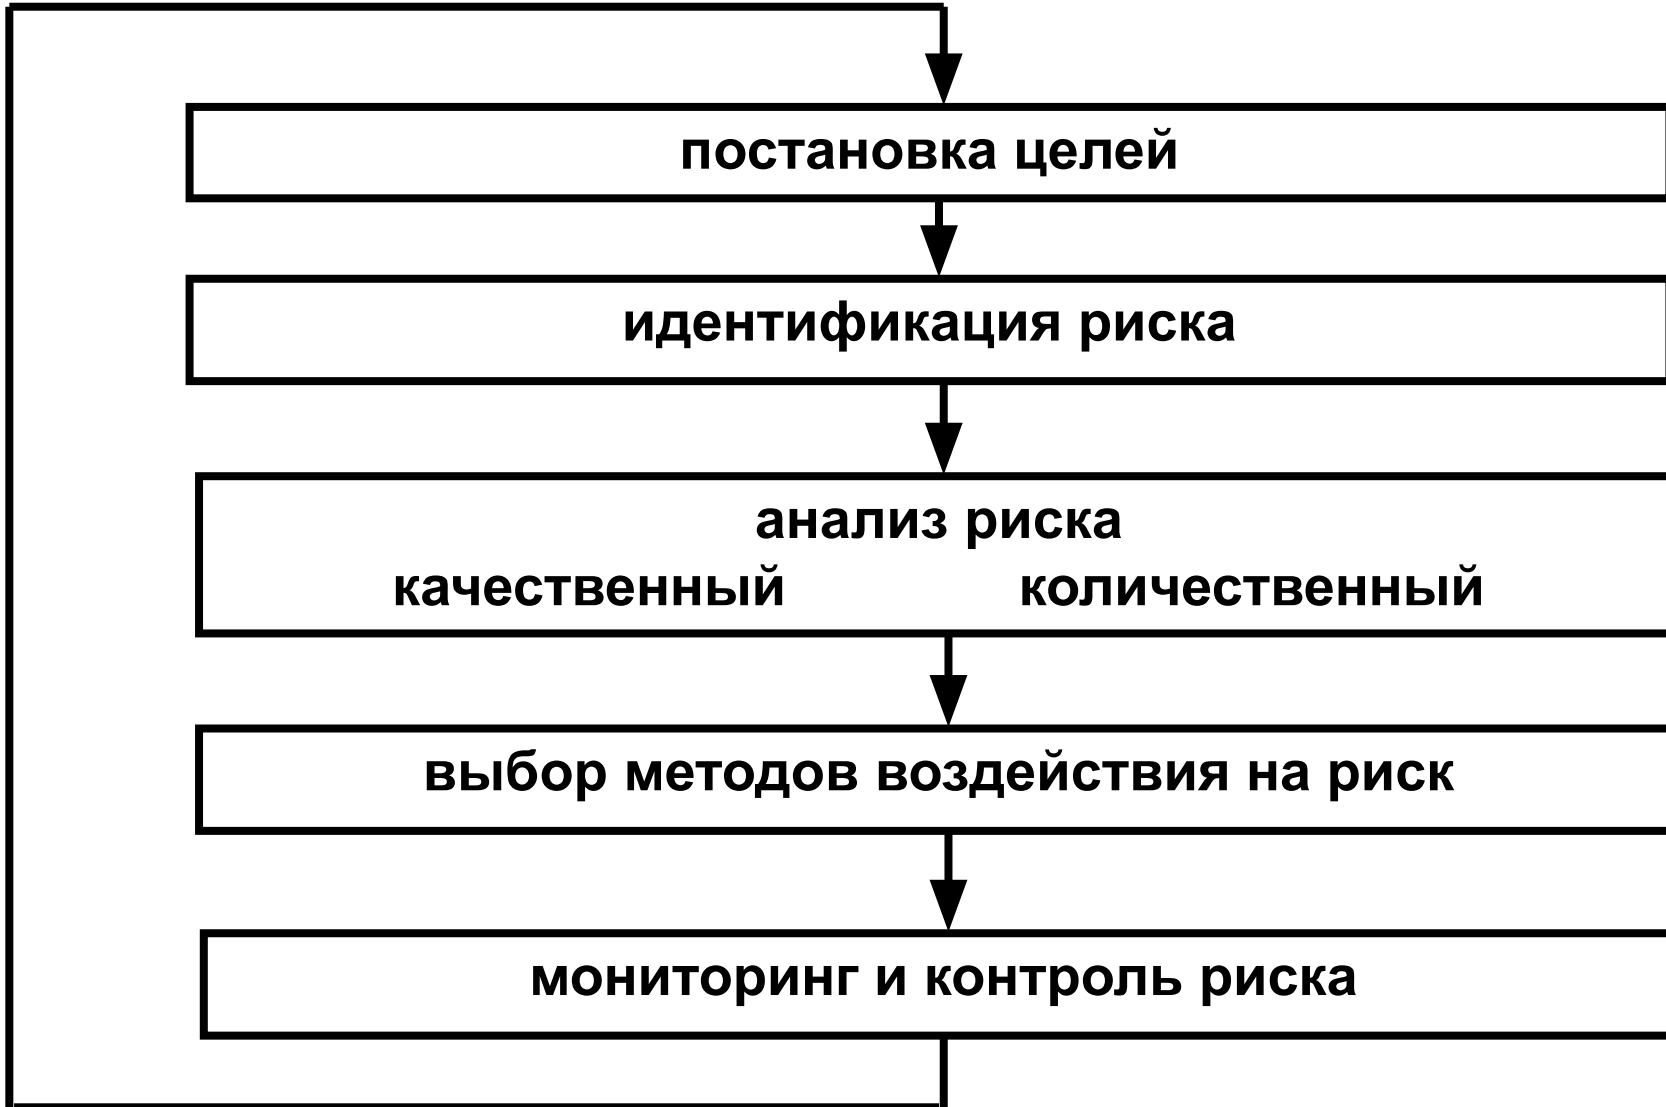 постановка целей
идентификация риска
анализ риска
качественный количественный
выбор методов воздействия на риск
мониторинг и контроль риска